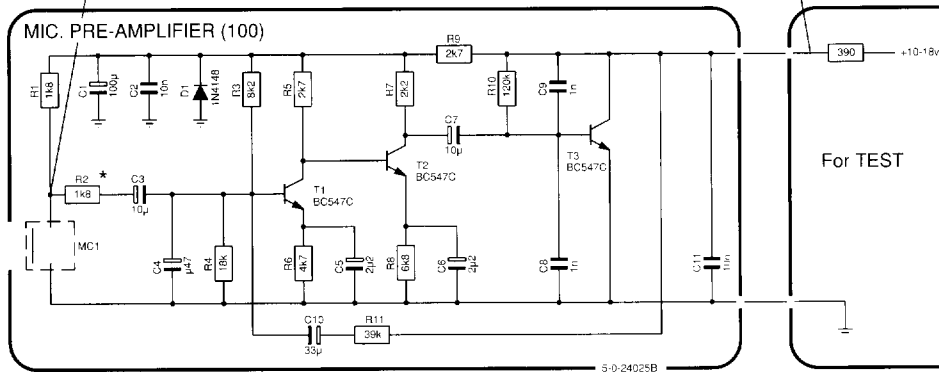 MIC. PRE-AMPLIFIER (100)
R9
2k7
390
+10-18v
R1
1k8
C1
100µ
C2
10n
D1
1N4148
R3
8k2
R5
2k7
R7
2k2
R10
120k
C9
1n
C7
10µ
T2
BC547C
T3
BC547C
For TEST
R2
1k8
*
C3
10µ
T1
BC547C
MC1
C4
µ47
R4
18k
R6
4k7
C5
2µ2
R8
6k8
C6
2µ2
C8
1n
C11
10n
C10
33µ
R11
39k
5-0-24025B